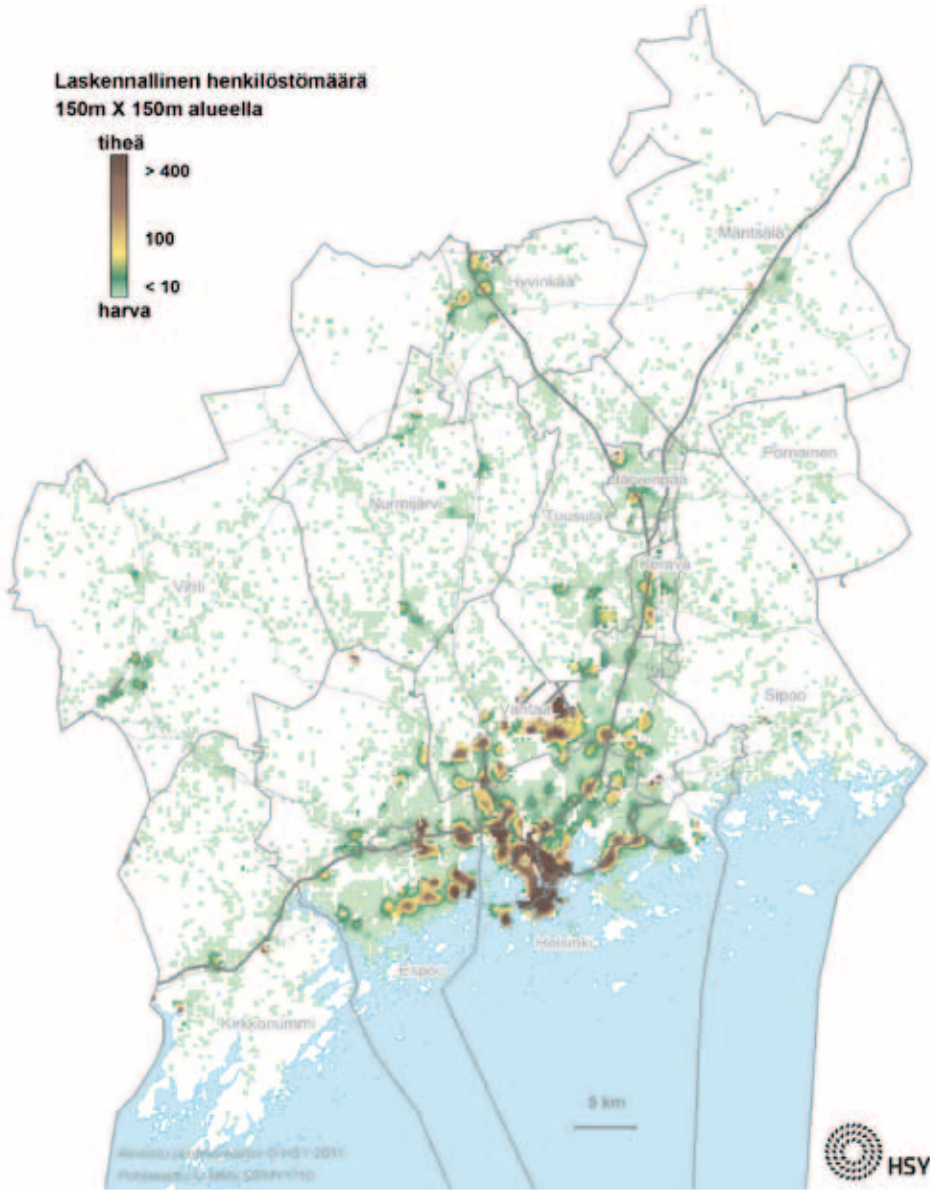 Laskennallinen henkilöstömäärä
150m X 150m alueella
tiheä
> 400
100
< 10
harva
Mäntsälä
Hyvinkää
Pornainen
Järvenpää
Nurmijärvi
Tuusula
Kerava
Vihti
Sipoo
Vantaa
Helsinki
Espoo
Kirkkonummi
5 km
© HSY
HSY